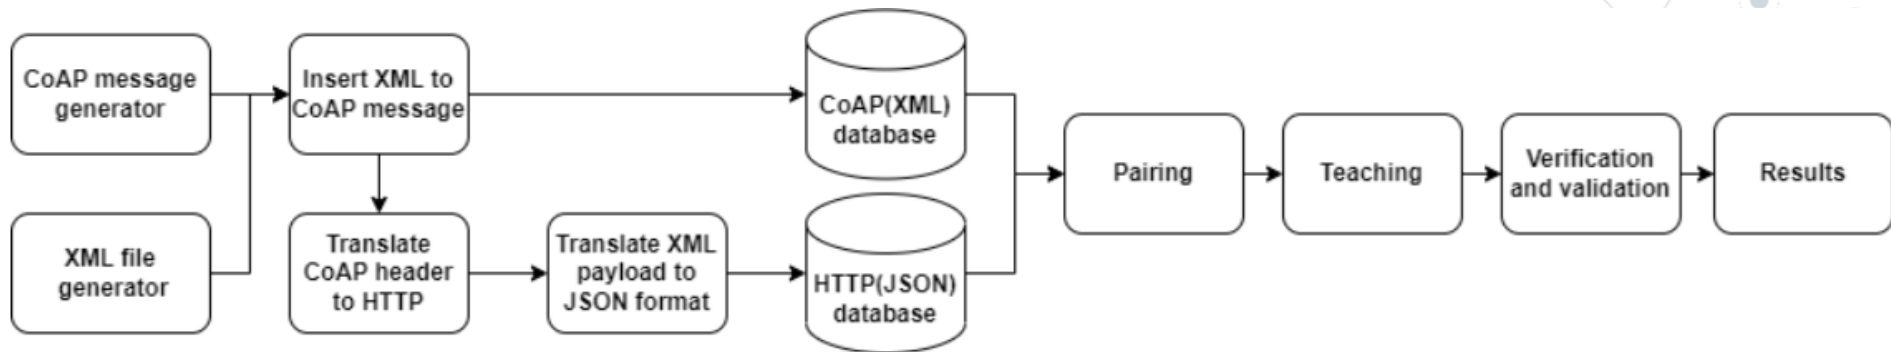 CoAP message
generator
XML file
generator
Insert XML to
CoAP message
Translate
CoAP header
to HTTP
Translate XML
payload to
JSON format
CoAP(XML)
database
HTTP(JSON)
database
Pairing
Teaching
Verification
and validation
Results